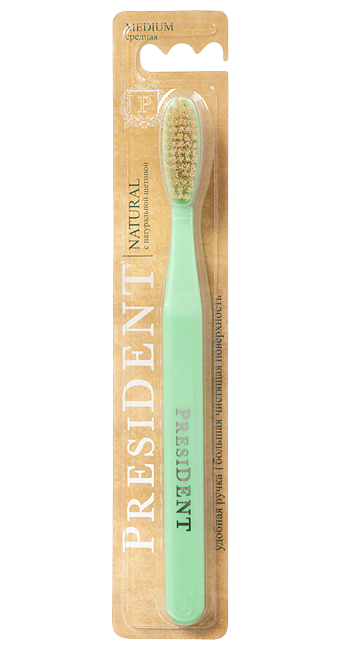 MEDIUM
средняя
P
NATURAL
с натуральной щетиной
PRESIDENT
PRESIDENT
удобная ручка | большая чистящая поверхность